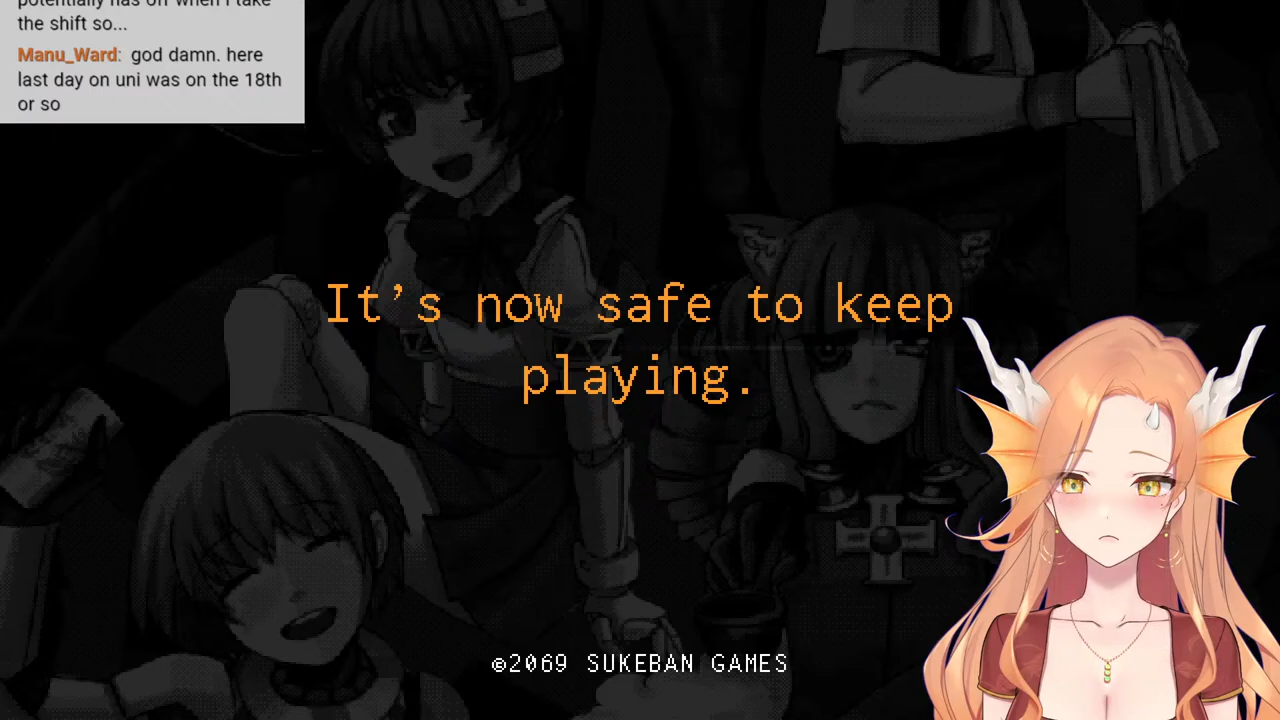 potentially has off when I take
the shift so...
Manu_Ward: god damn. here
last day on uni was on the 18th
or so
It's now safe to keep
playing.
©2069 SUKEBAN GAMES